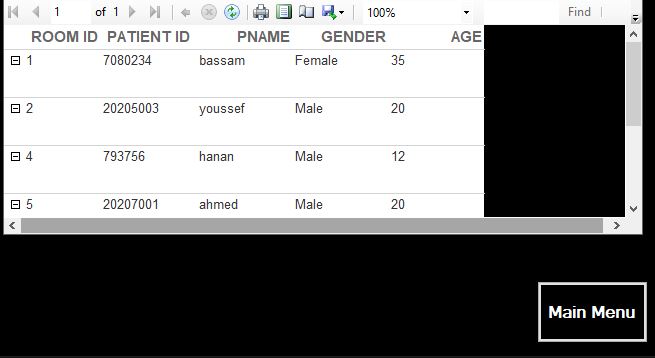 1 of 1 100% Find
ROOM ID PATIENT ID PNAME GENDER AGE
1 7080234 bassam Female 35
2 20205003 youssef Male 20
4 793756 hanan Male 12
5 20207001 ahmed Male 20
Main Menu